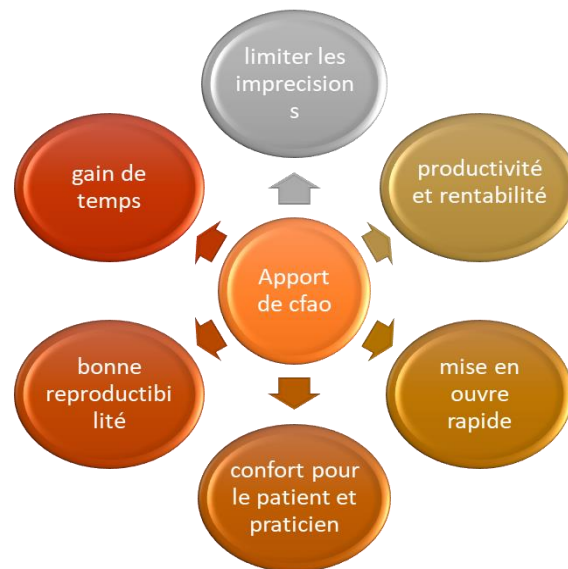 limiter les
imprecision
s
productivité
et rentabilité
mise en
ouvre
rapide
confort pour
le patient et
praticien
bonne
reproductibi
lité
gain de
temps
Apport
de cfao